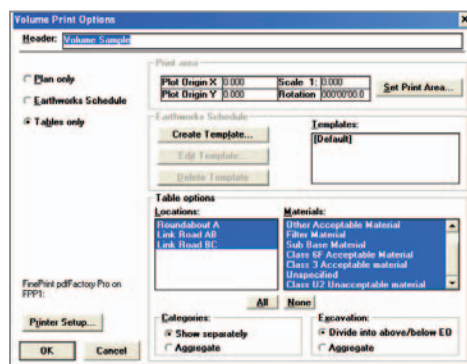 Volume Print Options
Header: Volume Sample
Plan only
Earthworks Schedule
Tables only
Print area
Plot Origin X 0.000 Scale 1: 0.000
Plot Origin Y 0.000 Rotation 000'00'00.0
Set Print Area...
Earthworks Schedule
Create Template...
Edit Template...
Delete Template
Templates:
[Default]
Table options
Locations:
Roundabout A
Link Road AB
Link Road BC
Materials:
Other Acceptable Material
Filter Material
Sub Base Material
Class 6F Acceptable Material
Class 3 Acceptable material
Unspecified
Class U2 Unacceptable material
All None
FinePrint pdfFactory Pro on
FPP1:
Printer Setup...
Categories:
Show separately
Aggregate
Excavation:
Divide into above/below EO
Aggregate
OK Cancel